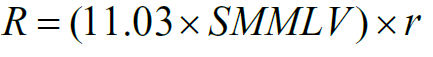 R = (11.03 × SMMLV) × r